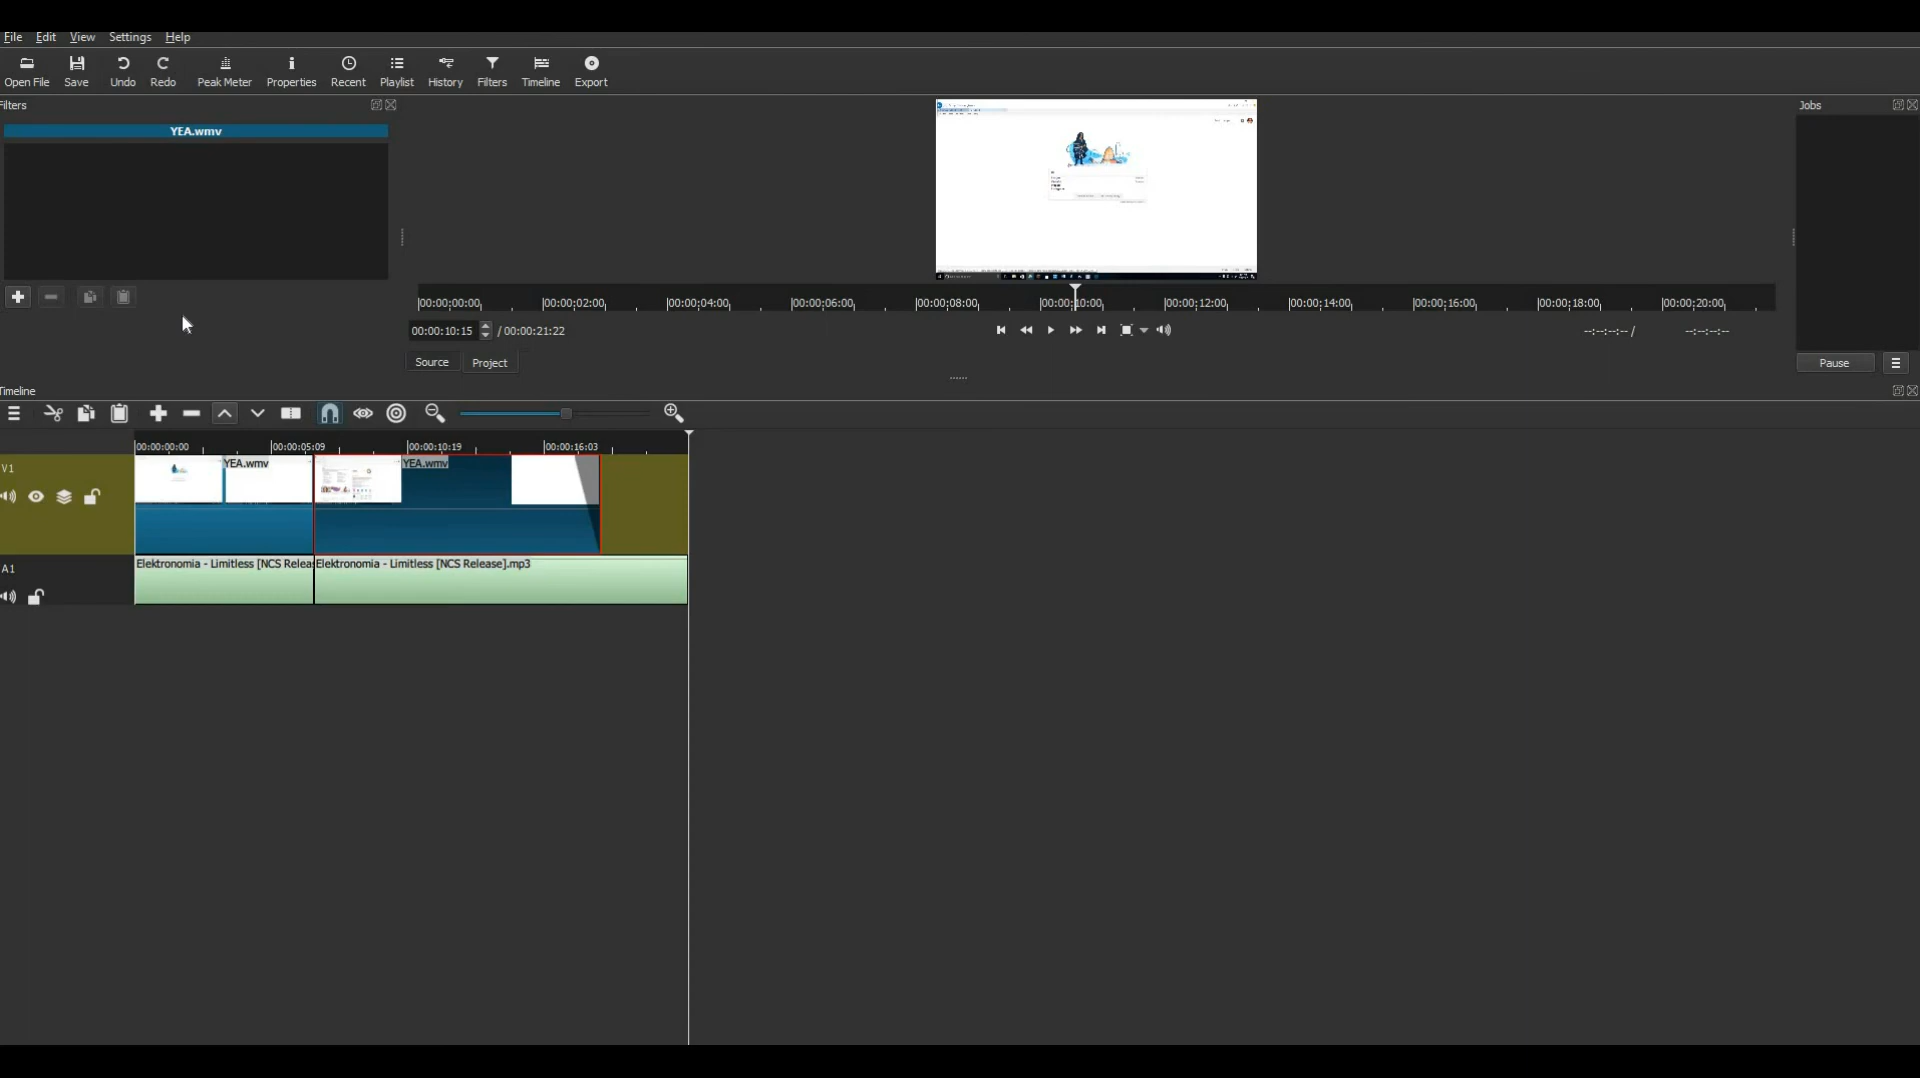 File Edit View Settings Help
Open File Save Undo Redo Peak Meter Properties Recent Playlist History Filters Timeline Export
Filters
Jobs
YEA.wmv
00:00:00:00 00:00:02:00 00:00:04:00 00:00:06:00 00:00:08:00 00:00:10:00 00:00:12:00 00:00:14:00 00:00:16:00 00:00:18:00 00:00:20:00
00:00:10:15 / 00:00:21:22
--:--:--:-- / --:--:--:--
Source Project
Pause
Timeline
00:00:00:00 00:00:05:09 00:00:10:19 00:00:16:03
V1
YEA.wmv
YEA.wmv
A1
Elektronomia - Limitless [NCS Relea
Elektronomia - Limitless [NCS Release].mp3